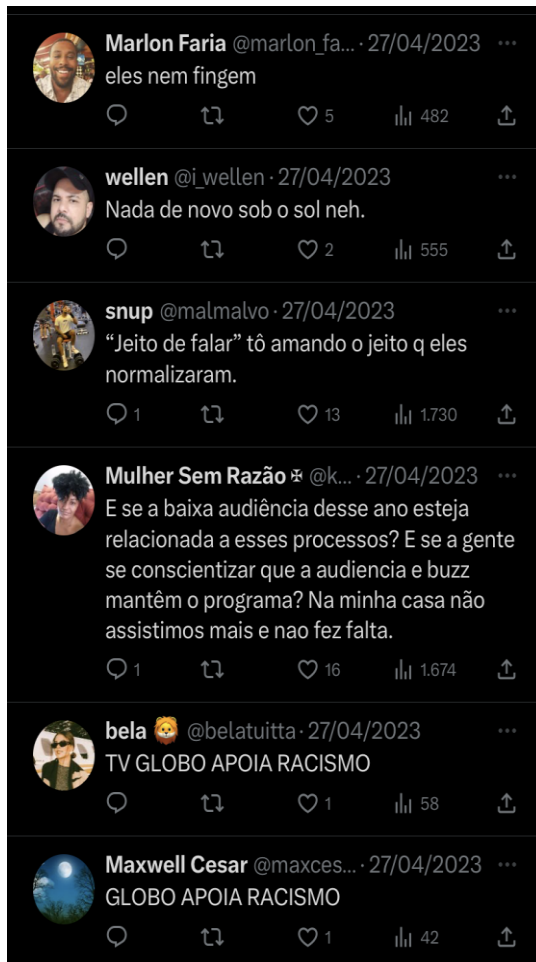 Marlon Faria @marlon_fa... · 27/04/2023 ...
eles nem fingem
5 482
wellen @i_wellen · 27/04/2023 ...
Nada de novo sob o sol neh.
2 555
snup @malmalvo · 27/04/2023 ...
“Jeito de falar” tô amando o jeito q eles
normalizaram.
1 13 1.730
Mulher Sem Razão ✠ @k... · 27/04/2023 ...
E se a baixa audiência desse ano esteja
relacionada a esses processos? E se a gente
se conscientizar que a audiencia e buzz
mantêm o programa? Na minha casa não
assistimos mais e nao fez falta.
1 16 1.674
bela 🦁 @belatuitta · 27/04/2023 ...
TV GLOBO APOIA RACISMO
1 58
Maxwell Cesar @maxces... · 27/04/2023 ...
GLOBO APOIA RACISMO
1 42